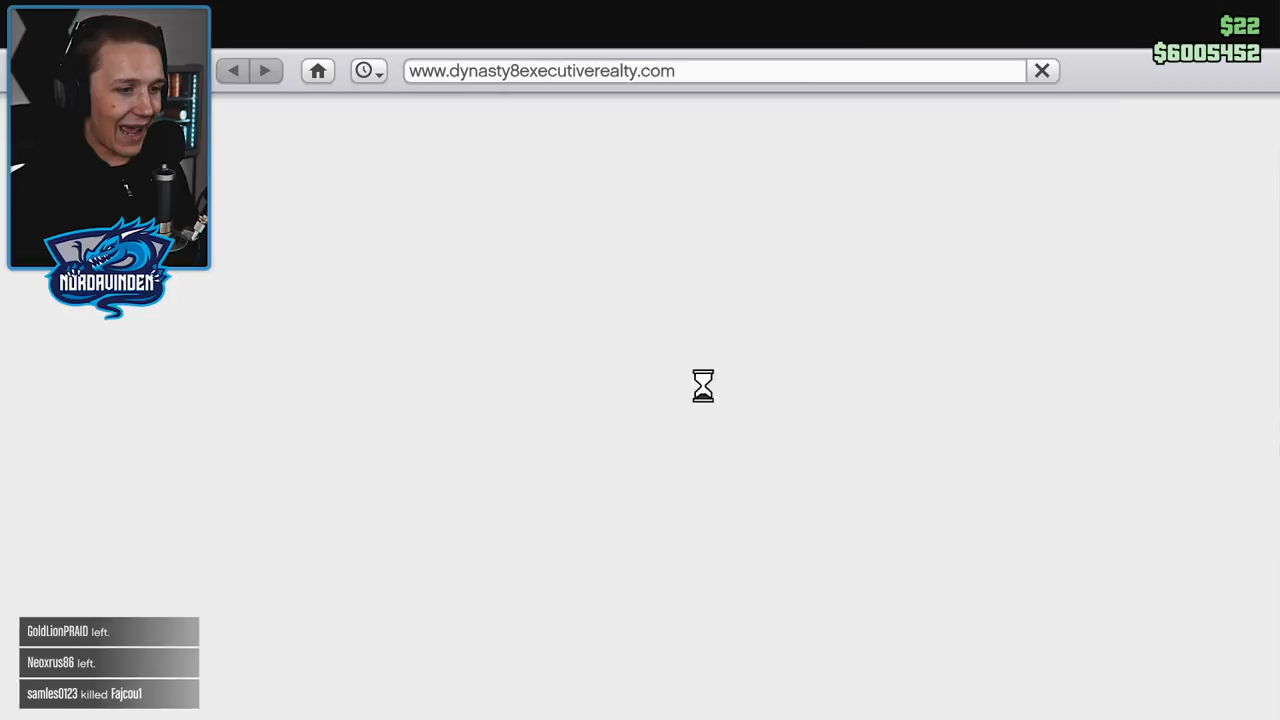 $22
$6005452
www.dynasty8executiverealty.com
NORDAVINDEN
GoldLionPRAID left.
Neoxrus86 left.
samles0123 killed Fajcou1